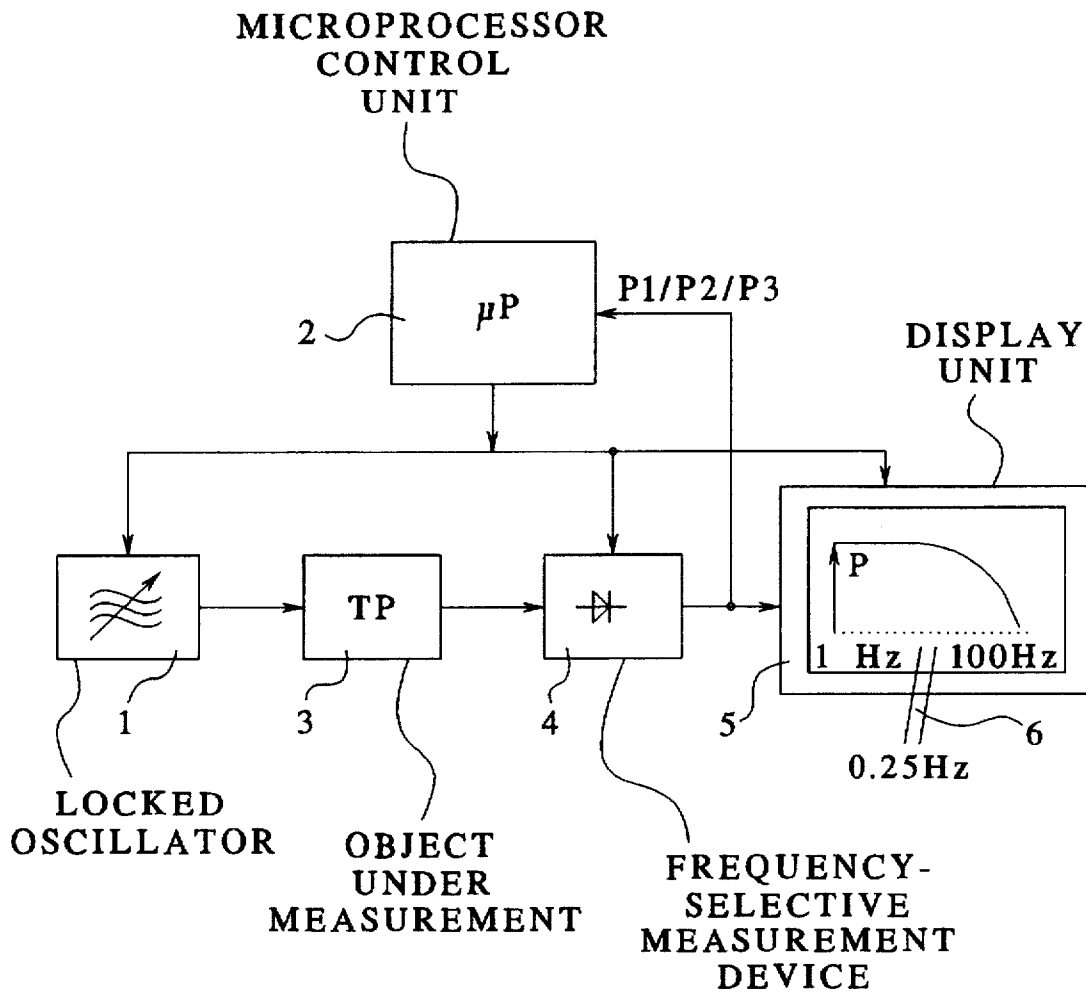 MICROPROCESSOR
CONTROL
UNIT
µP
P1/P2/P3
2
DISPLAY
UNIT
TP
P
1 Hz 100Hz
1
3
4
5
6
0.25Hz
LOCKED
OSCILLATOR
OBJECT
UNDER
MEASUREMENT
FREQUENCY-
SELECTIVE
MEASUREMENT
DEVICE